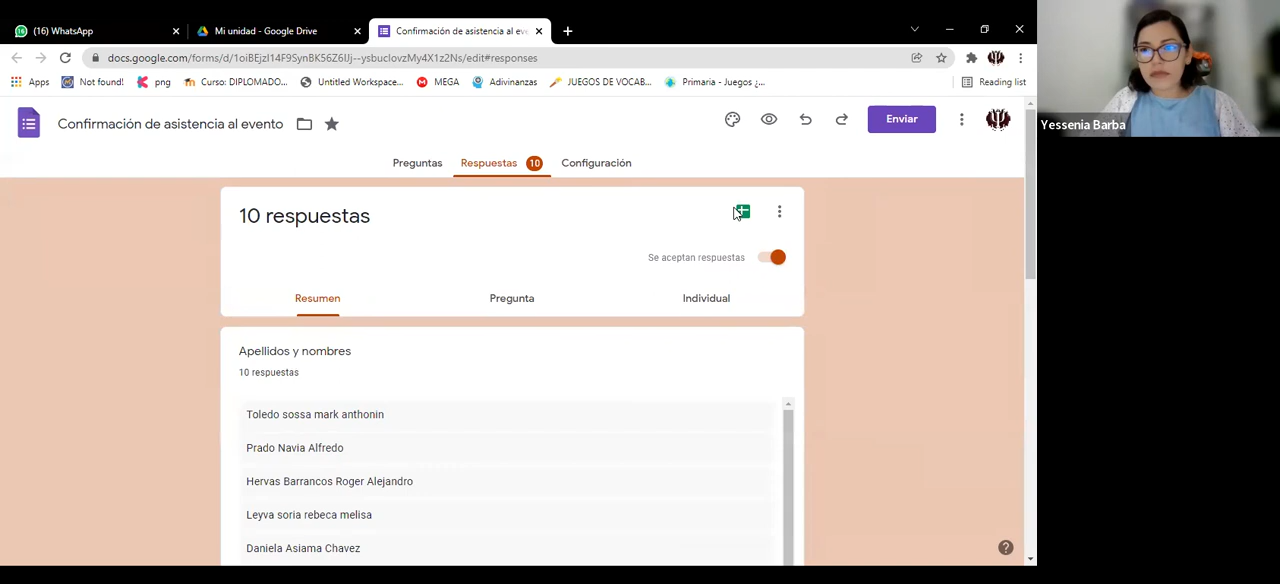 (16) WhatsApp
Mi unidad - Google Drive
Confirmación de asistencia al eve
docs.google.com/forms/d/1oiBEjzI14F9SynBK56Z6IJj--ysbuclovzMy4X1z2Ns/edit#responses
Apps
Not found!
png
Curso: DIPLOMADO...
Untitled Workspace...
MEGA
Adivinanzas
JUEGOS DE VOCAB...
Primaria - Juegos ¿...
Reading list
Yessenia Barba
Confirmación de asistencia al evento
Enviar
Preguntas
Respuestas 10
Configuración
10 respuestas
Se aceptan respuestas
Resumen
Pregunta
Individual
Apellidos y nombres
10 respuestas
Toledo sossa mark anthonin
Prado Navia Alfredo
Hervas Barrancos Roger Alejandro
Leyva soria rebeca melisa
Daniela Asiama Chavez